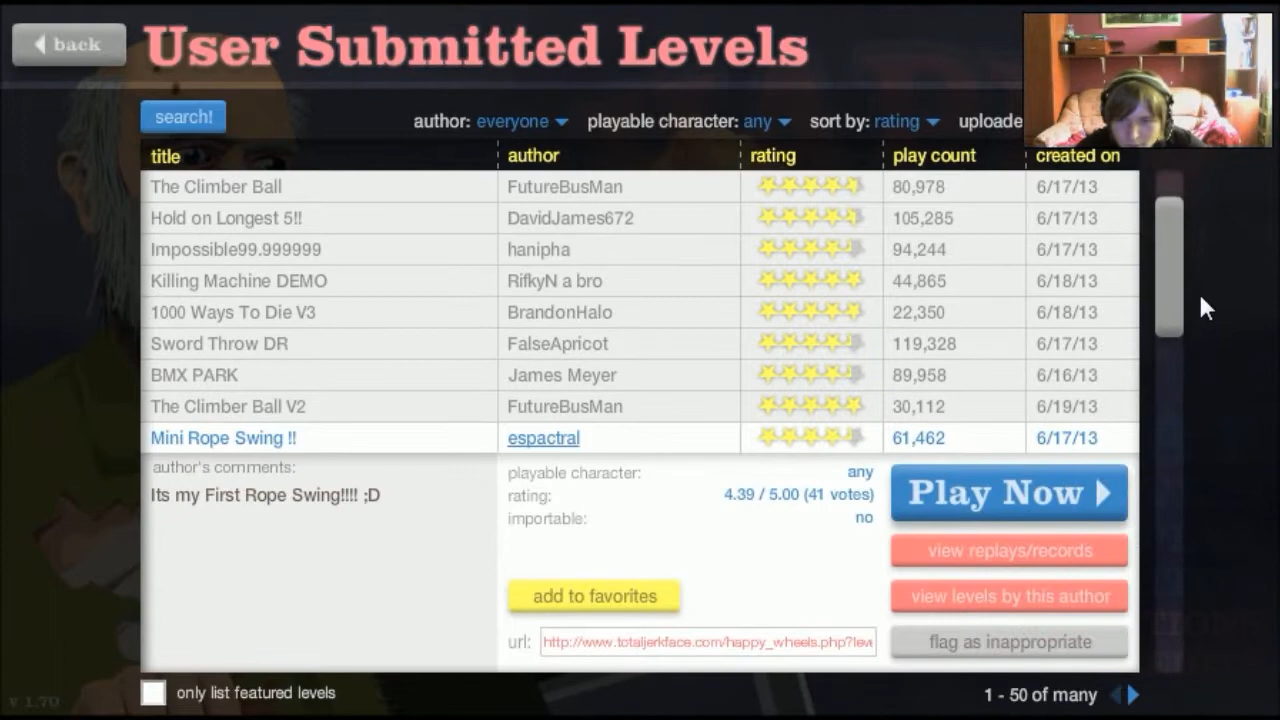 back
User Submitted Levels
search!
author: everyone playable character: any sort by: rating uploade
title author rating play count created on
The Climber Ball FutureBusMan 80,978 6/17/13
Hold on Longest 5!! DavidJames672 105,285 6/17/13
Impossible99.999999 hanipha 94,244 6/17/13
Killing Machine DEMO RifkyN a bro 44,865 6/18/13
1000 Ways To Die V3 BrandonHalo 22,350 6/18/13
Sword Throw DR FalseApricot 119,328 6/17/13
BMX PARK James Meyer 89,958 6/16/13
The Climber Ball V2 FutureBusMan 30,112 6/19/13
Mini Rope Swing !! espactral 61,462 6/17/13
author's comments:
Its my First Rope Swing!!!! ;D
playable character: any
rating: 4.39 / 5.00 (41 votes)
importable: no
Play Now
view replays/records
add to favorites
view levels by this author
url: http://www.totaljerkface.com/happy_wheels.php?leve
flag as inappropriate
only list featured levels
1 - 50 of many
v 1.70